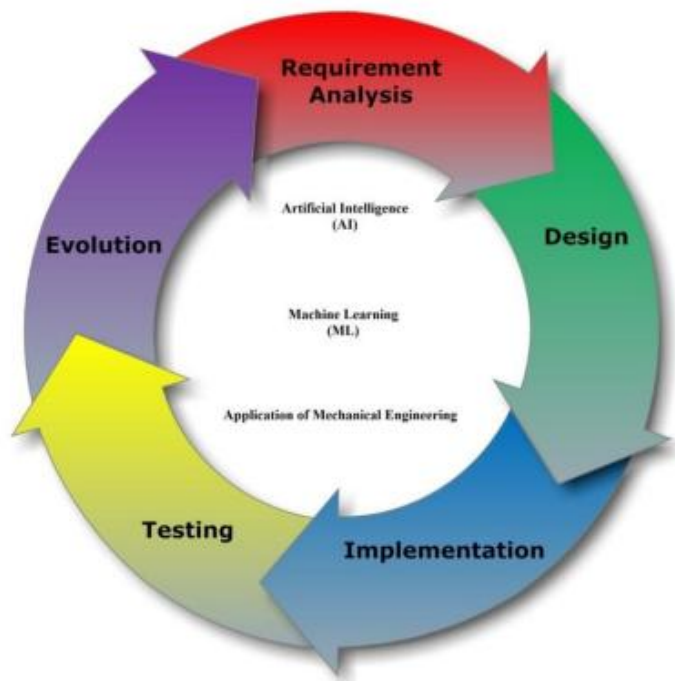 Requirement
Analysis
Artificial Intelligence
(AI)
Design
Evolution
Machine Learning
(ML)
Application of Mechanical Engineering
Testing
Implementation